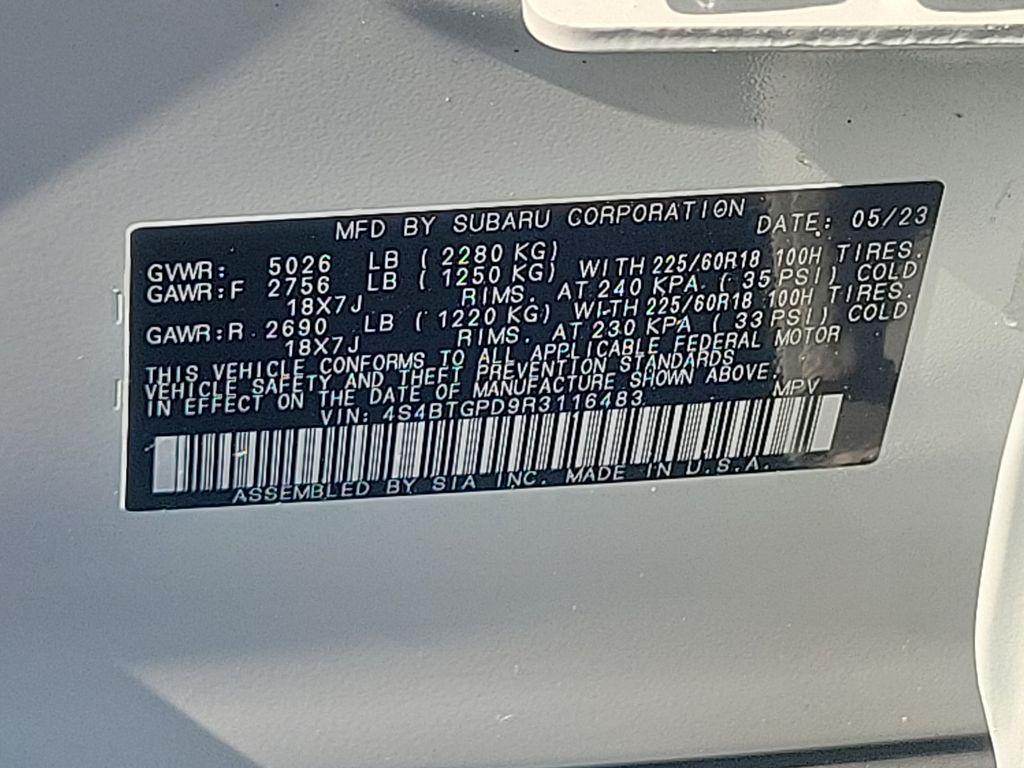 MFD BY SUBARU CORPORATION DATE: 05/23
GVWR: 5026 LB ( 2280 KG)
GAWR:F 2756 LB ( 1250 KG) WITH 225/60R18 100H TIRES.
18X7J RIMS. AT 240 KPA ( 35 PSI) COLD
GAWR:R 2690 LB ( 1220 KG) WITH 225/60R18 100H TIRES.
18X7J RIMS. AT 230 KPA ( 33 PSI) COLD
THIS VEHICLE CONFORMS TO ALL APPLICABLE FEDERAL MOTOR
VEHICLE SAFETY AND THEFT PREVENTION STANDARDS
IN EFFECT ON THE DATE OF MANUFACTURE SHOWN ABOVE.
VIN: 4S4BTGPD9R3116483 MPV
ASSEMBLED BY SIA INC. MADE IN U.S.A.